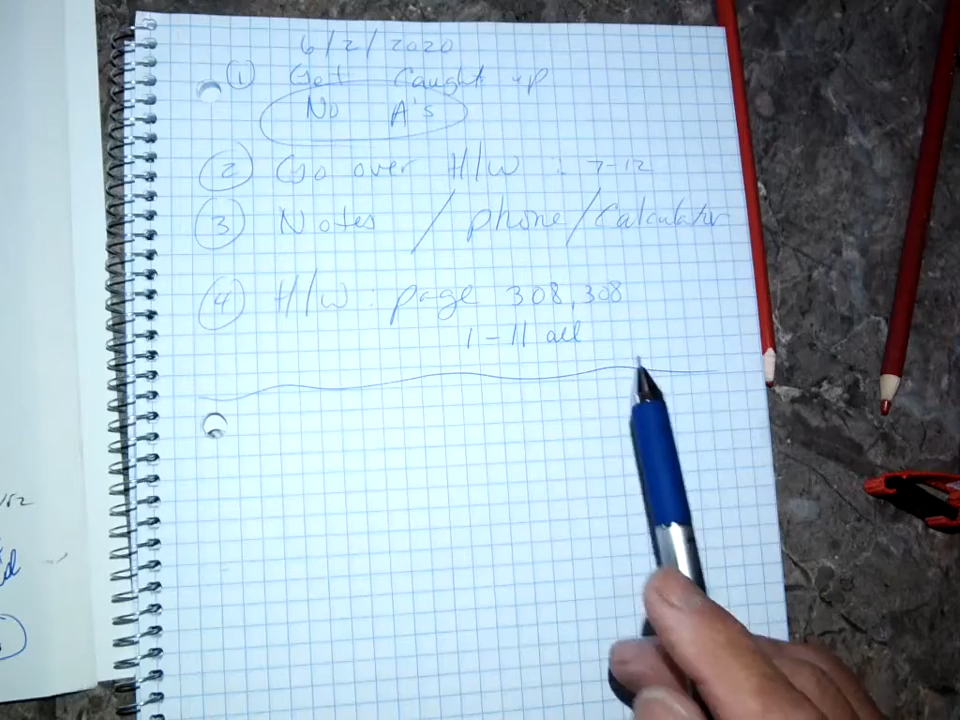 6/2/2020
① Get Caught up
No A's
② Go over H/W : 7-12
③ Notes / phone/Calculator
④ H/W : page 308, 308
1-11 all